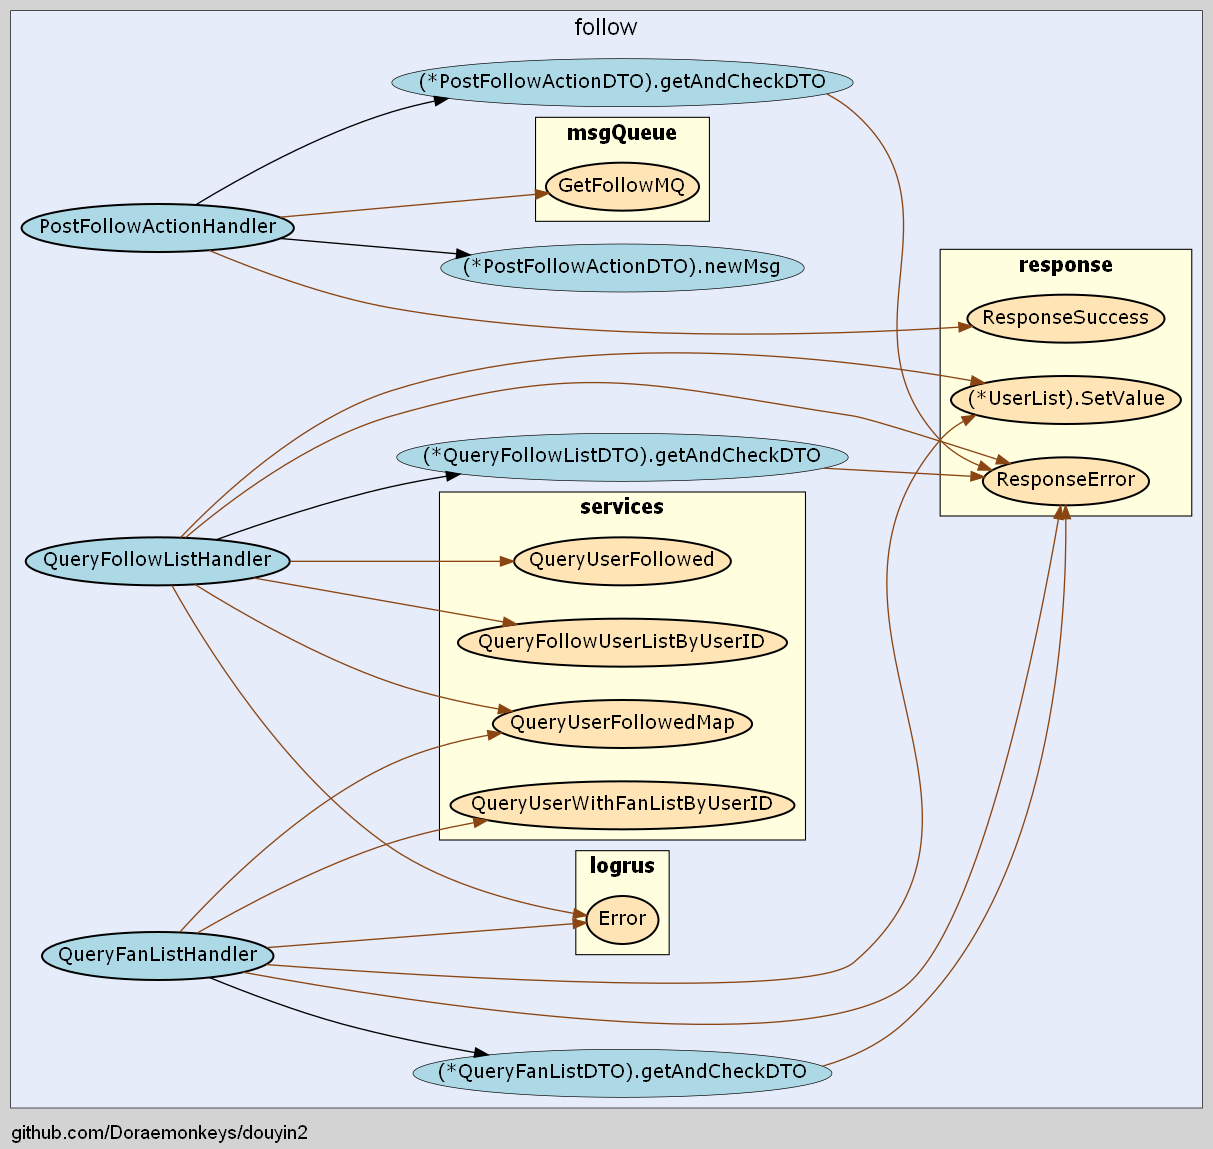 follow
(*PostFollowActionDTO).getAndCheckDTO
msgQueue
GetFollowMQ
PostFollowActionHandler
(*PostFollowActionDTO).newMsg
response
ResponseSuccess
(*UserList).SetValue
ResponseError
(*QueryFollowListDTO).getAndCheckDTO
services
QueryFollowListHandler
QueryUserFollowed
QueryFollowUserListByUserID
QueryUserFollowedMap
QueryUserWithFanListByUserID
logrus
Error
QueryFanListHandler
(*QueryFanListDTO).getAndCheckDTO
github.com/Doraemonkeys/douyin2